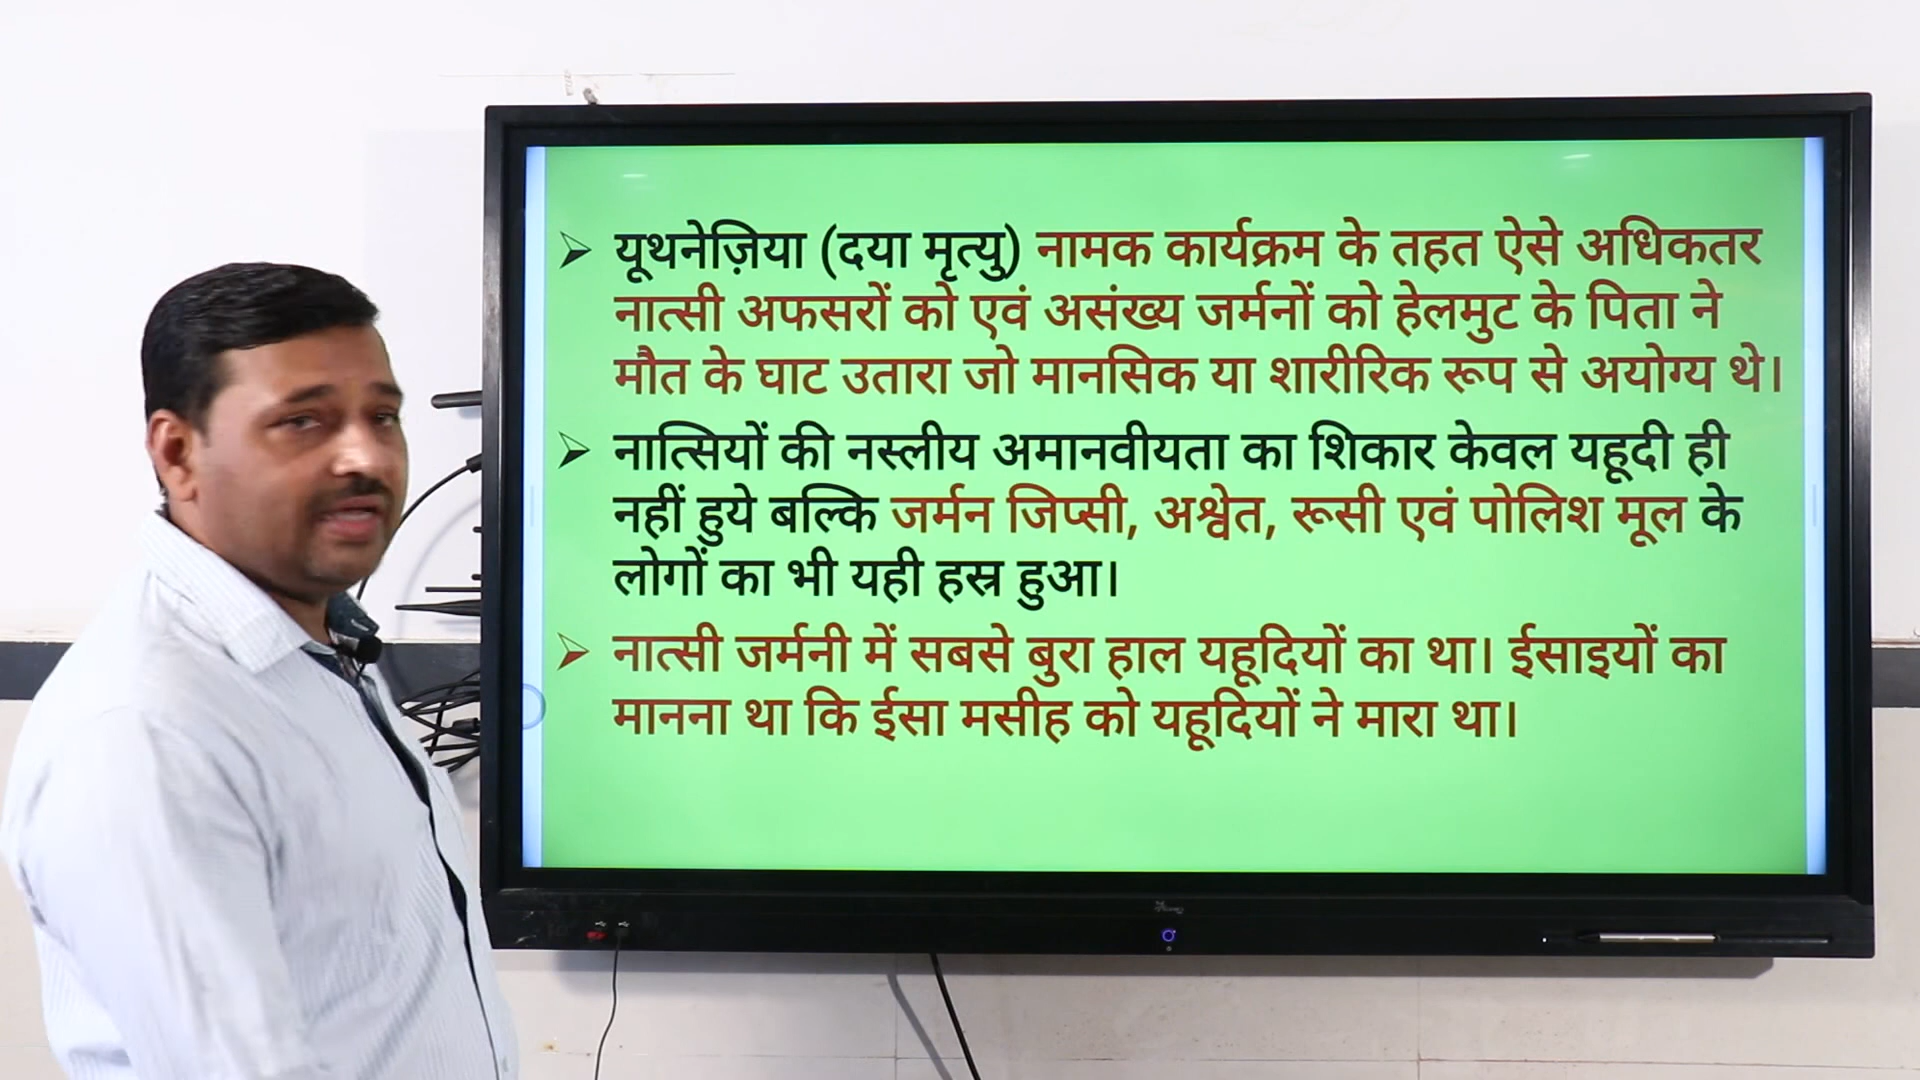 यूथनेज़िया (दया मृत्यु) नामक कार्यक्रम के तहत ऐसे अधिकतर
नात्सी अफसरों को एवं असंख्य जर्मनों को हेलमुट के पिता ने
मौत के घाट उतारा जो मानसिक या शारीरिक रूप से अयोग्य थे।
नात्सियों की नस्लीय अमानवीयता का शिकार केवल यहूदी ही
नहीं हुये बल्कि जर्मन जिप्सी, अश्वेत, रूसी एवं पोलिश मूल के
लोगों का भी यही हस्र हुआ।
नात्सी जर्मनी में सबसे बुरा हाल यहूदियों का था। ईसाइयों का
मानना था कि ईसा मसीह को यहूदियों ने मारा था।